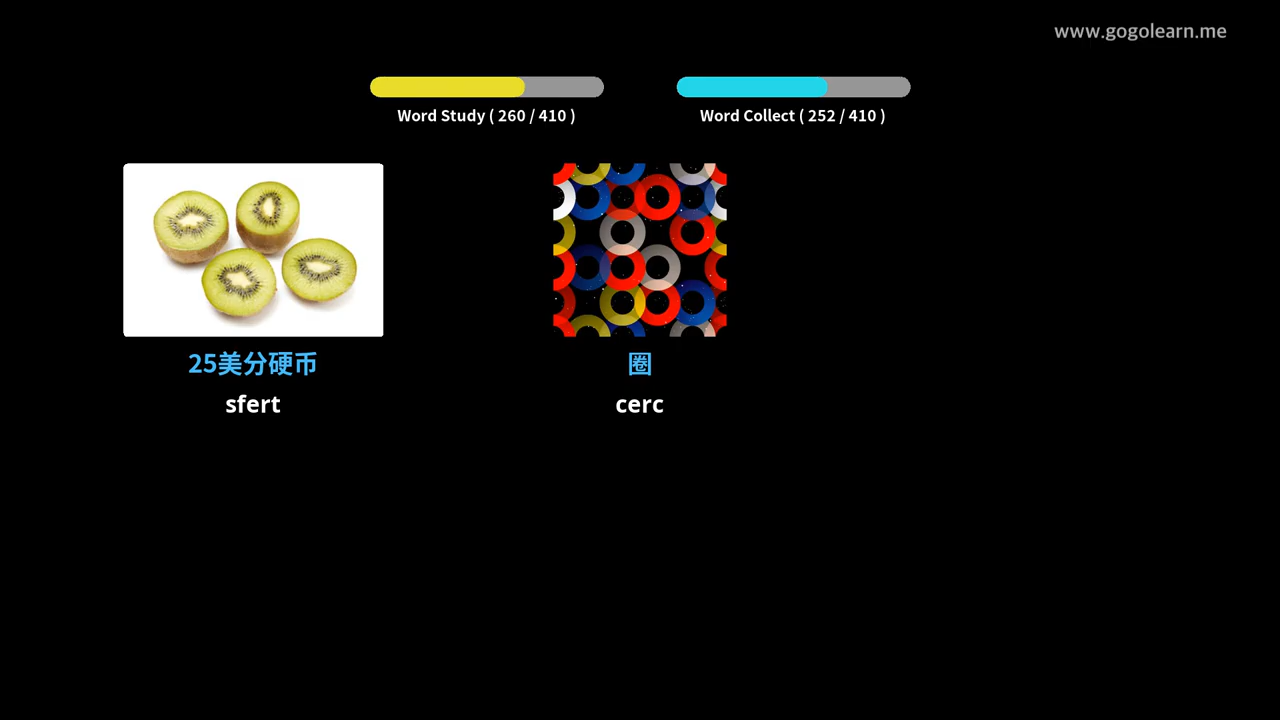 www.gogolearn.me
Word Study ( 260 / 410 )
Word Collect ( 252 / 410 )
25美分硬币
sfert
圈
cerc